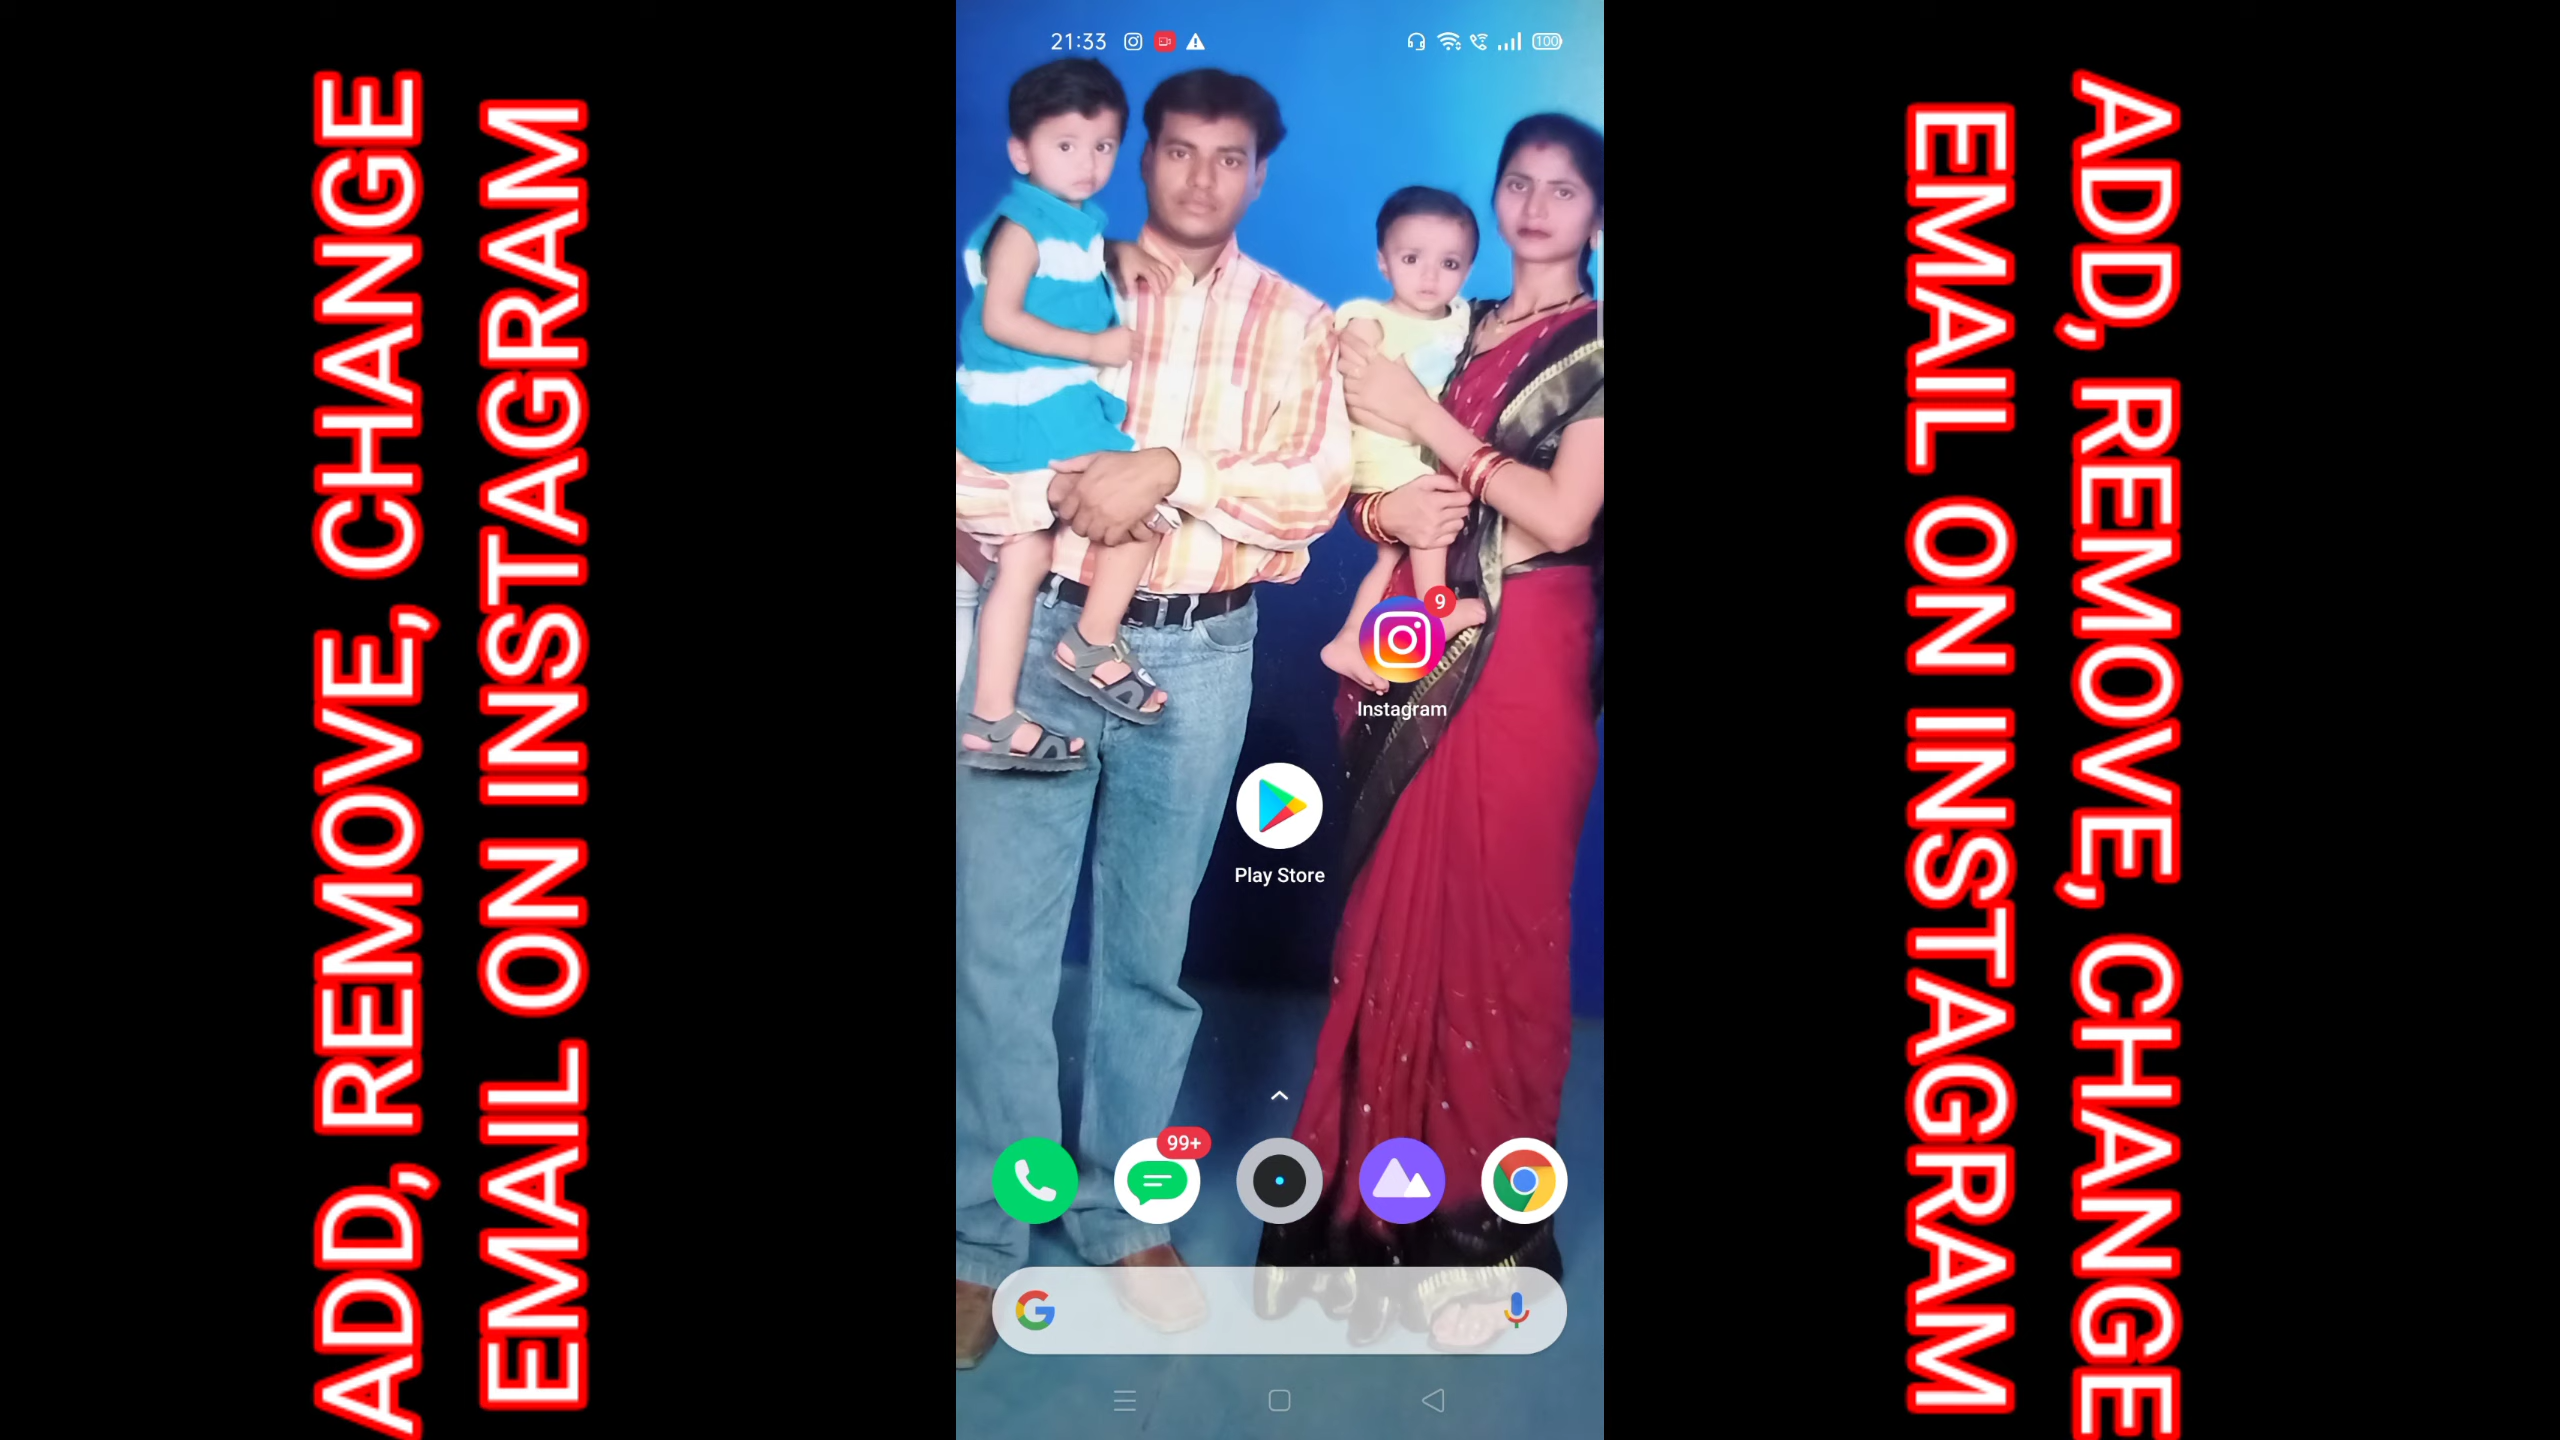 ADD, REMOVE, CHANGE
EMAIL ON INSTAGRAM
21:33
100
9
Instagram
Play Store
99+
ADD, REMOVE, CHANGE
EMAIL ON INSTAGRAM